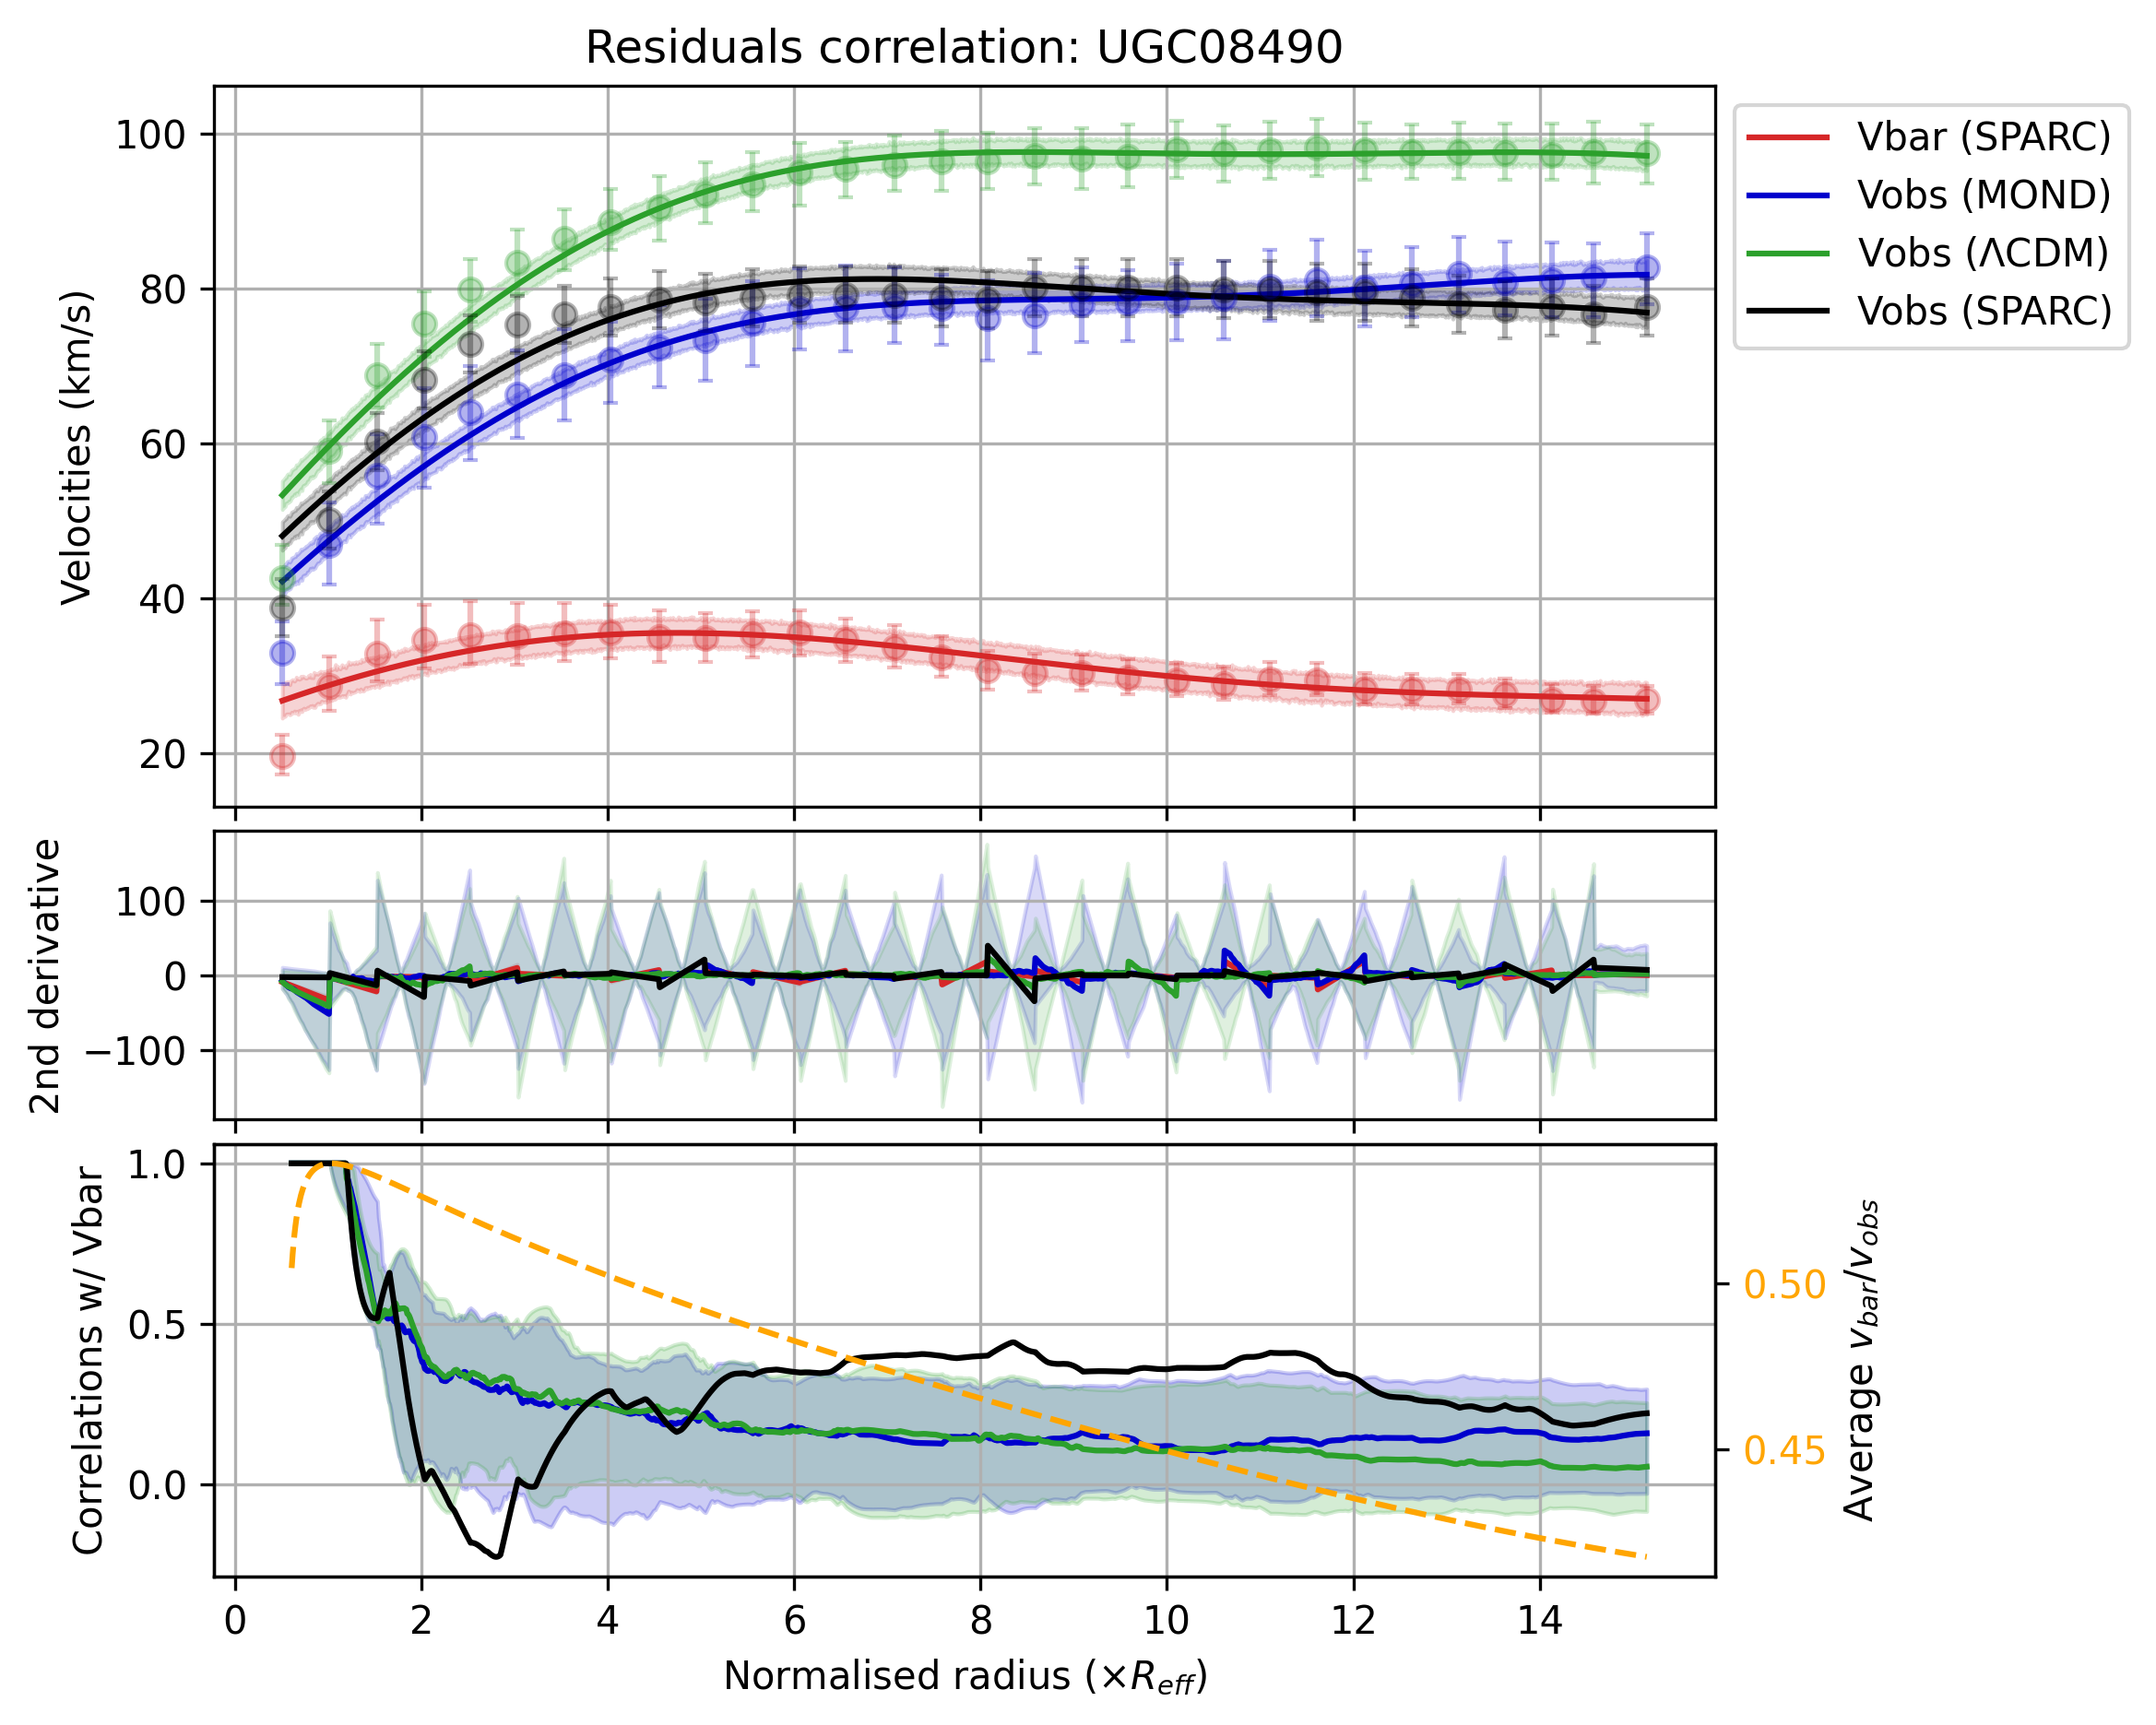 Residuals correlation: UGC08490
Velocities (km/s)
100
80
60
40
20
Vbar (SPARC)
Vobs (MOND)
Vobs (ΛCDM)
Vobs (SPARC)
2nd derivative
100
0
−100
Correlations w/ Vbar
1.0
0.5
0.0
0.50
0.45
Average v_bar/v_obs
0 2 4 6 8 10 12 14
Normalised radius (×R_eff)